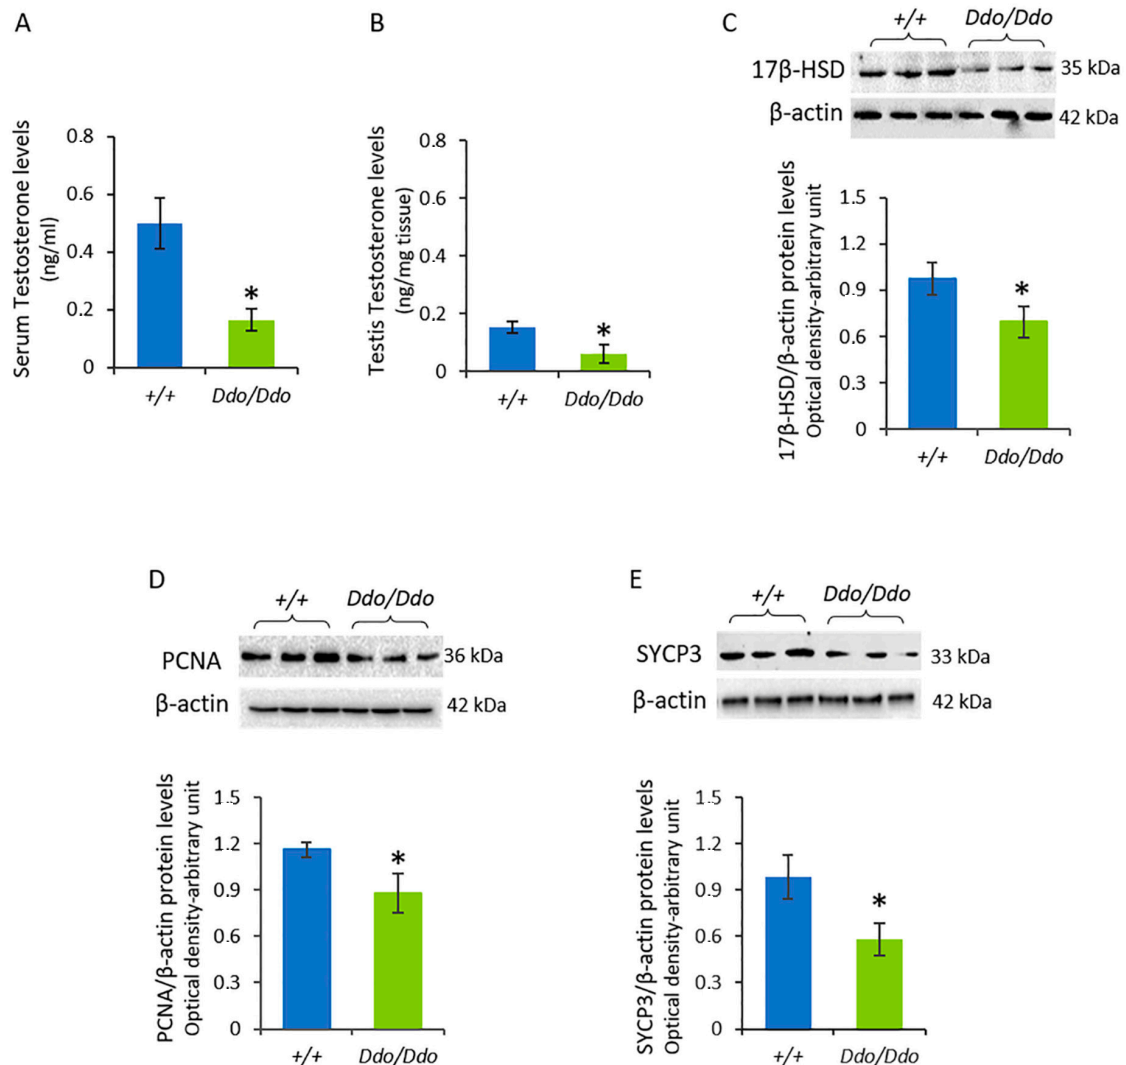 A
Serum Testosterone levels
(ng/ml)
0.8
0.6
0.4
0.2
0
*
+/+ Ddo/Ddo
B
Testis Testosterone levels
(ng/mg tissue)
0.8
0.6
0.4
0.2
0
*
+/+ Ddo/Ddo
C
+/+ Ddo/Ddo
17β-HSD 35 kDa
β-actin 42 kDa
17β-HSD/β-actin protein levels
Optical density-arbitrary unit
1.5
1.2
0.9
0.6
0.3
0
*
+/+ Ddo/Ddo
D
+/+ Ddo/Ddo
PCNA 36 kDa
β-actin 42 kDa
PCNA/β-actin protein levels
Optical density-arbitrary unit
1.5
1.2
0.9
0.6
0.3
0
*
+/+ Ddo/Ddo
E
+/+ Ddo/Ddo
SYCP3 33 kDa
β-actin 42 kDa
SYCP3/β-actin protein levels
Optical density-arbitrary unit
1.5
1.2
0.9
0.6
0.3
0
*
+/+ Ddo/Ddo